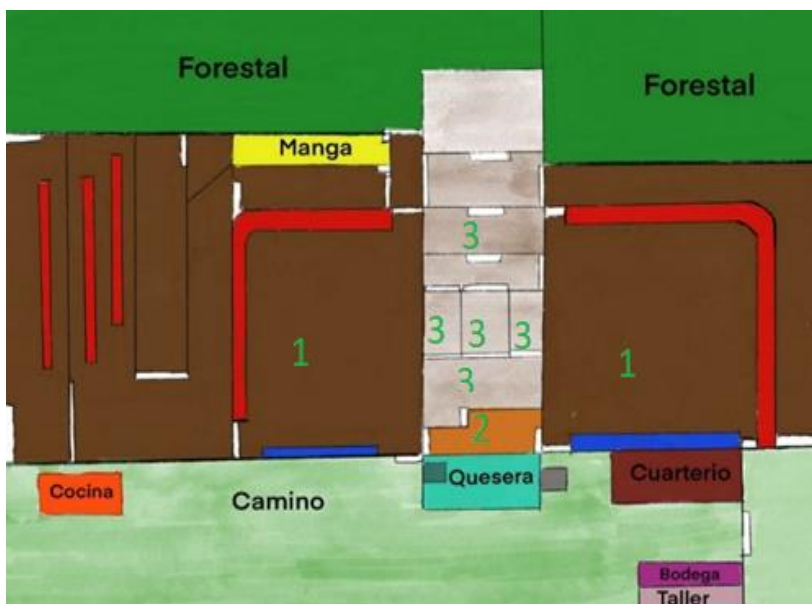 Forestal
Forestal
Manga
3
3
3
3
1
1
3
2
Quesera
Cuarterio
Cocina
Camino
Bodega
Taller